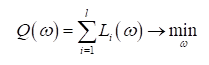 Q(ω) = ∑_{i=1}^{l} L_i(ω) → min_ω